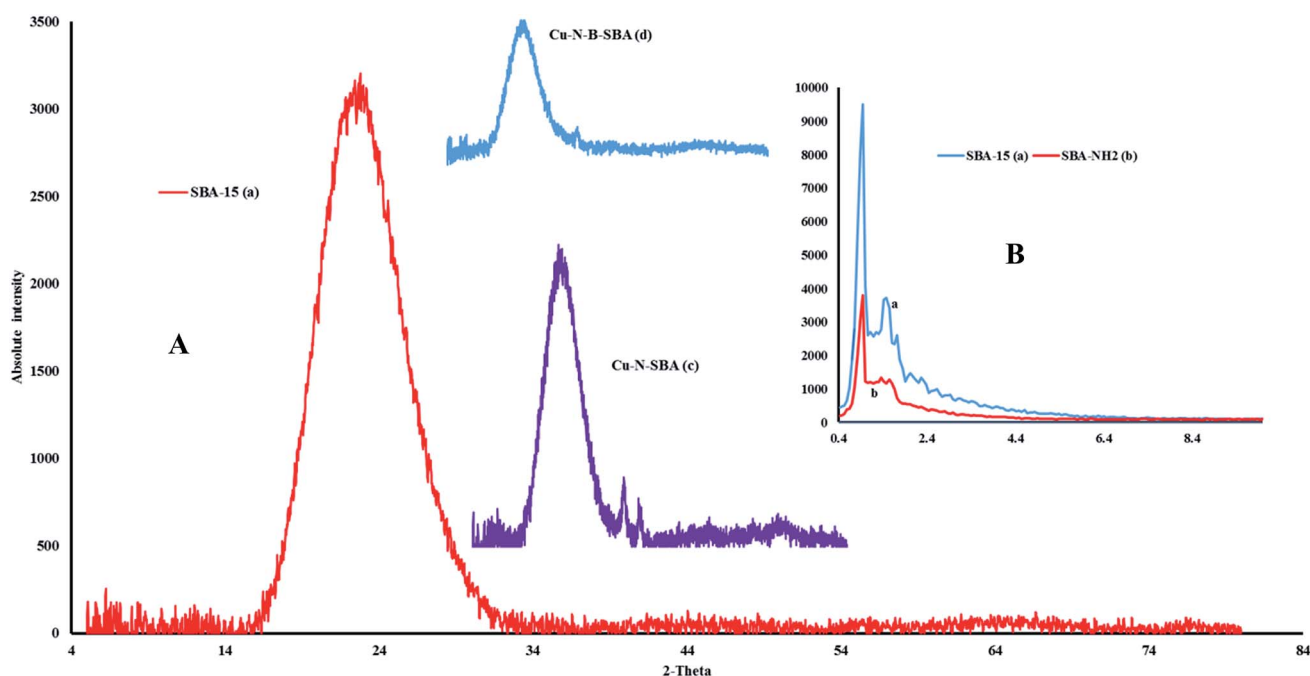 3500
3000
2500
2000
1500
1000
500
0
Absolute intensity
4 14 24 34 44 54 64 74 84
2-Theta
SBA-15 (a)
A
Cu-N-B-SBA (d)
Cu-N-SBA (c)
10000
9000
8000
7000
6000
5000
4000
3000
2000
1000
0
0.4 2.4 4.4 6.4 8.4
SBA-15 (a) SBA-NH2 (b)
B
a
b